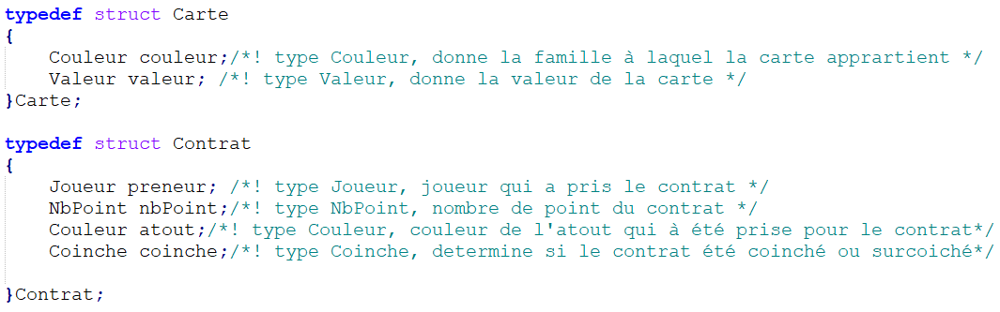 typedef struct Carte
{
    Couleur couleur;/*! type Couleur, donne la famille à laquel la carte apprartient */
    Valeur valeur; /*! type Valeur, donne la valeur de la carte */
}Carte;

typedef struct Contrat
{
    Joueur preneur; /*! type Joueur, joueur qui a pris le contrat */
    NbPoint nbPoint;/*! type NbPoint, nombre de point du contrat */
    Couleur atout;/*! type Couleur, couleur de l'atout qui à été prise pour le contrat*/
    Coinche coinche;/*! type Coinche, determine si le contrat été coinché ou surcoiché*/

}Contrat;